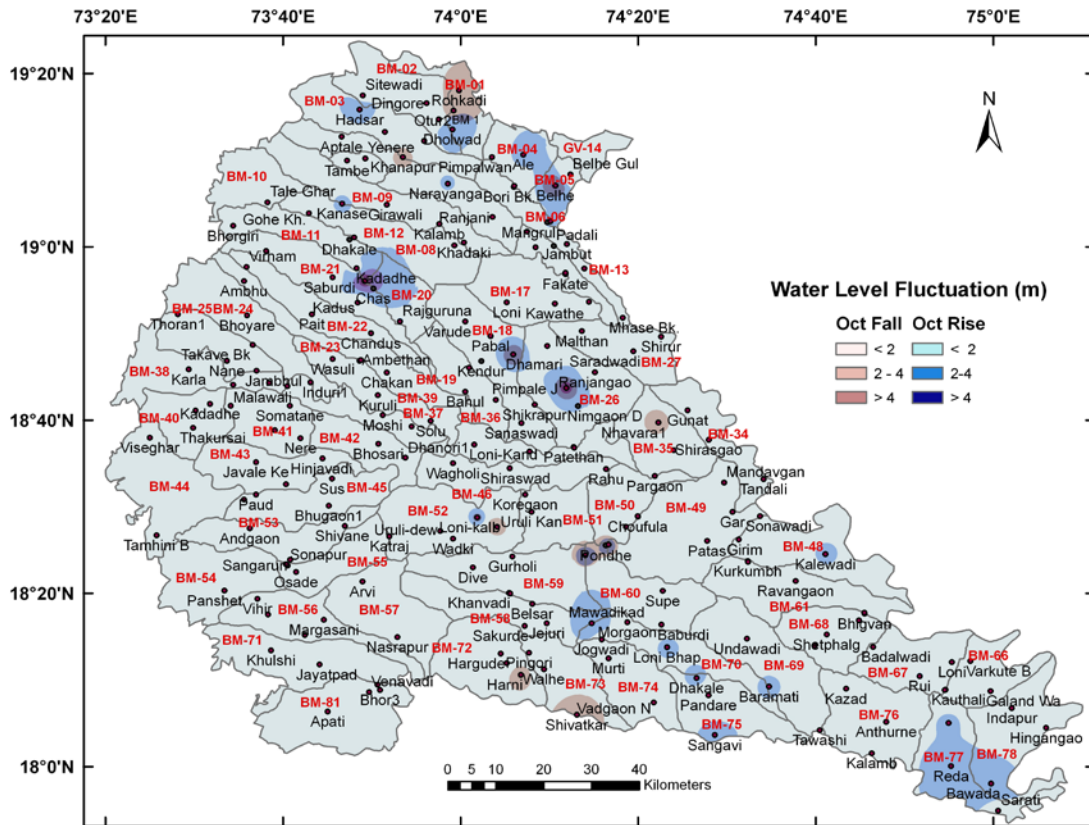 73°20'E 73°40'E 74°0'E 74°20'E 74°40'E 75°0'E
19°20'N
19°0'N
18°40'N
18°20'N
18°0'N
N
Water Level Fluctuation (m)
Oct Fall Oct Rise
< 2 < 2
2 - 4 2-4
> 4 >4
BM-02
Sitewadi
BM-01
BM-03
Dingore
Rohkadi
Hadsar
Otur2
BM 1
Dholwad
Aptale
Yenere
BM-04
GV-14
Tambe
Khanapur
Pimpalwan
Ale
Belhe Gul
BM-10
Tale Ghar
BM-09
Narayangao
Bori Bk.
BM-05
Belhe
Gohe Kh.
Kanase
Girawali
Ranjani
BM-06
Bhorgiri
BM-11
BM-12
Kalamb
Mangrul
Padali
Dhakale
BM-08
Khadaki
Jambut
Virham
BM-21
Kadadhe
BM-13
Ambhu
Saburdi
Chas
BM-20
Fakate
BM-25
BM-24
Kadus
Rajguruna
BM-17
Thoran1
Bhoyare
Pait
BM-22
Varude
Loni
Kawathe
Chandus
BM-18
Mhase Bk.
Takave Bk
BM-23
Pabal
Malthan
Shirur
BM-38
Nane
Wasuli
Ambethan
Dhamari
Saradwadi
BM-27
Karla
Jambhul
Chakan
BM-19
Kendur
Malawali
Induri1
BM-39
Bahul
Pimpale J
Ranjangao
BM-40
Kadadhe
Somatane
Kuruli
BM-37
BM-36
Shikrapur
BM-26
Moshi
Solu
Nimgaon D
Gunat
Viseghar
Thakursai
BM-41
BM-42
Dhanori1
Sanaswadi
Nhavara1
BM-34
BM-43
Nere
Bhosari
Loni-Kand
Patethan
BM-35
Shirasgao
Javale Ke
Hinjavadi
Wagholi
Shiraswad
Rahu
Mandavgan
BM-44
Sus
BM-45
Pargaon
Tandali
Paud
BM-46
Koregaon
BM-50
BM-49
BM-53
Bhugaon1
BM-52
BM-51
Gar
Sonawadi
Andgaon
Shivane
Uruli-dew
Loni-kalb
Uruli Kan
Choufula
Tamhini B
Katraj
Wadki
Pondhe
Patas
Girim
BM-48
Sonapur
Kalewadi
Sangarun
BM-55
Gurholi
Kurkumbh
BM-54
Osade
Dive
BM-59
Ravangaon
Panshet
Arvi
Khanvadi
BM-60
Supe
BM-61
Vihir
BM-56
BM-57
BM-58
Belsar
Mawadikad
Bhigvan
Margasani
Sakurde
Jejuri
Morgaon
Baburdi
BM-68
BM-71
Nasrapur
BM-72
Jogwadi
Undawadi
Shetphalg
Khulshi
Pingori
Loni Bhap
Badalwadi
BM-66
Jayatpad
Hargude
Walhe
Murti
BM-70
BM-69
BM-67
Varkute B
Venavadi
Harni
BM-73
BM-74
Dhakale
Baramati
Rui
Loni
Bhor3
Pandare
Kazad
Kauthali
Galand Wa
BM-81
Vadgaon N
BM-76
Indapur
Apati
Shivatkar
BM-75
Anthurne
Hingangao
Sangavi
Tawashi
BM-77
BM-78
Kalamb
Reda
Bawada
Sarati
0 5 10 20 30 40
Kilometers